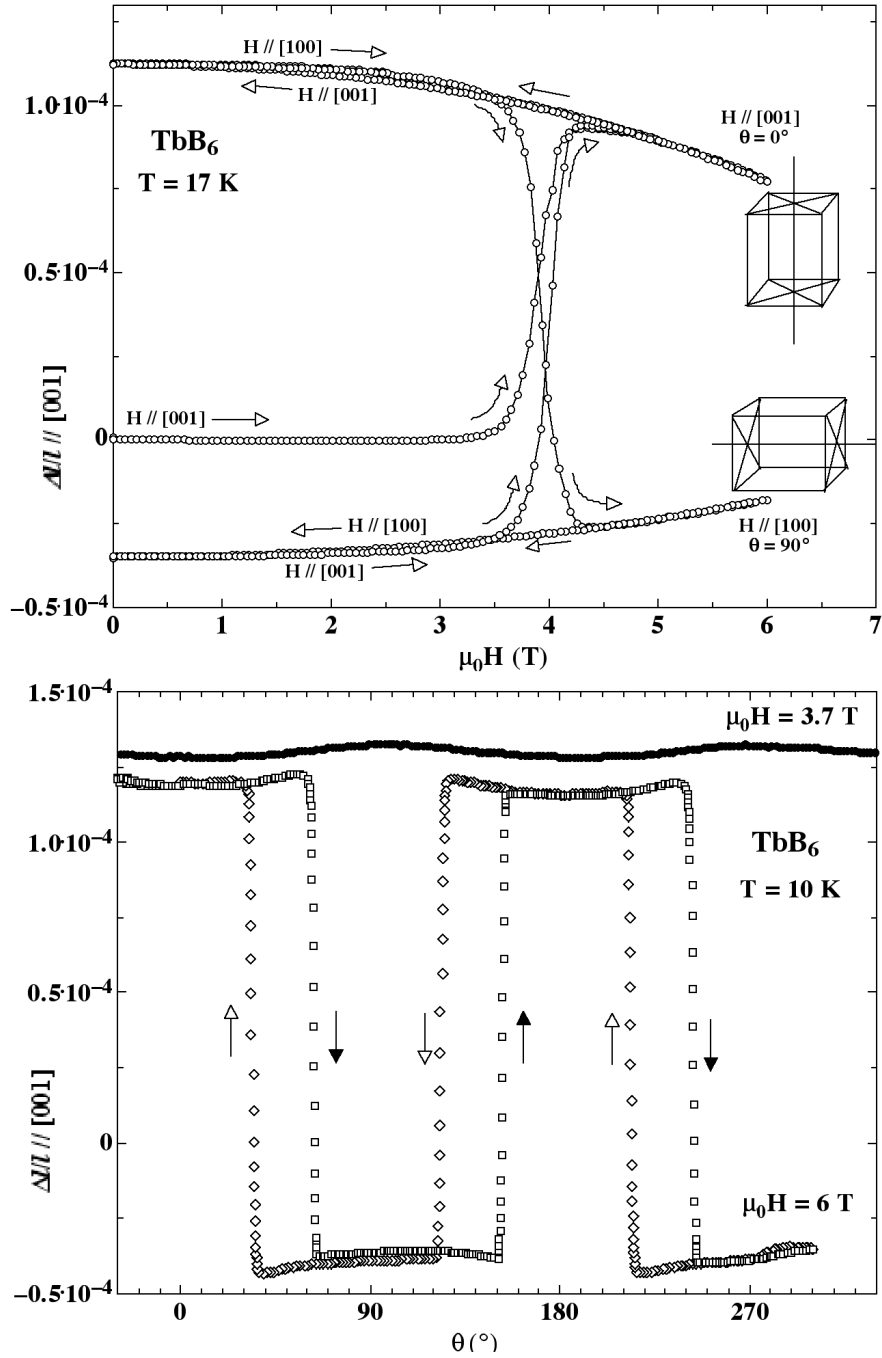 H // [100]
H // [001]
1.0·10⁻⁴
TbB₆
T = 17 K
H // [001]
θ = 0°
0.5·10⁻⁴
Δl/l // [001]
H // [001]
0
H // [100]
H // [001]
H // [100]
θ = 90°
−0.5·10⁻⁴
0 1 2 3 4 5 6 7
μ₀H (T)
1.5·10⁻⁴
μ₀H = 3.7 T
1.0·10⁻⁴
TbB₆
T = 10 K
0.5·10⁻⁴
Δl/l // [001]
0
μ₀H = 6 T
−0.5·10⁻⁴
0 90 180 270
θ (°)